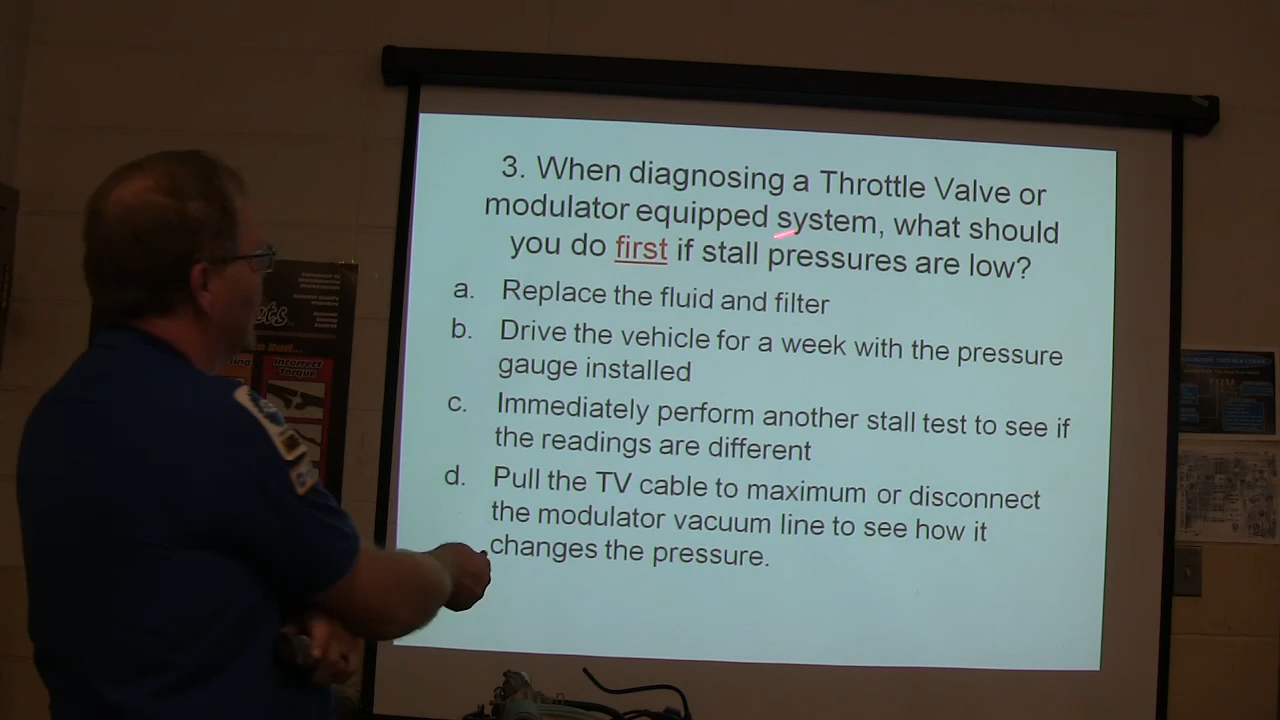 3. When diagnosing a Throttle Valve or
modulator equipped system, what should
you do first if stall pressures are low?
a. Replace the fluid and filter
b. Drive the vehicle for a week with the pressure
gauge installed
c. Immediately perform another stall test to see if
the readings are different
d. Pull the TV cable to maximum or disconnect
the modulator vacuum line to see how it
changes the pressure.
ets
Incorrect
Torque